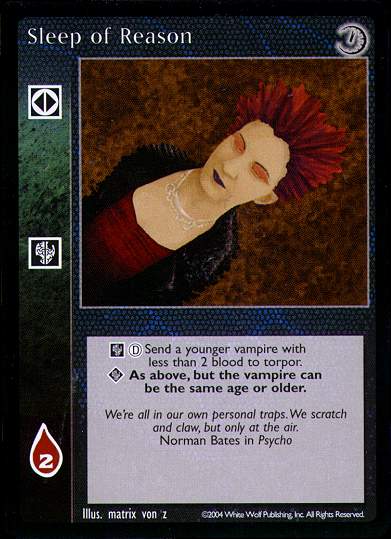 Sleep of Reason
D Send a younger vampire with
less than 2 blood to torpor.
As above, but the vampire can
be the same age or older.
We're all in our own personal traps. We scratch
and claw, but only at the air.
Norman Bates in Psycho
2
Illus. matrix von z
©2004 White Wolf Publishing, Inc. All Rights Reserved.